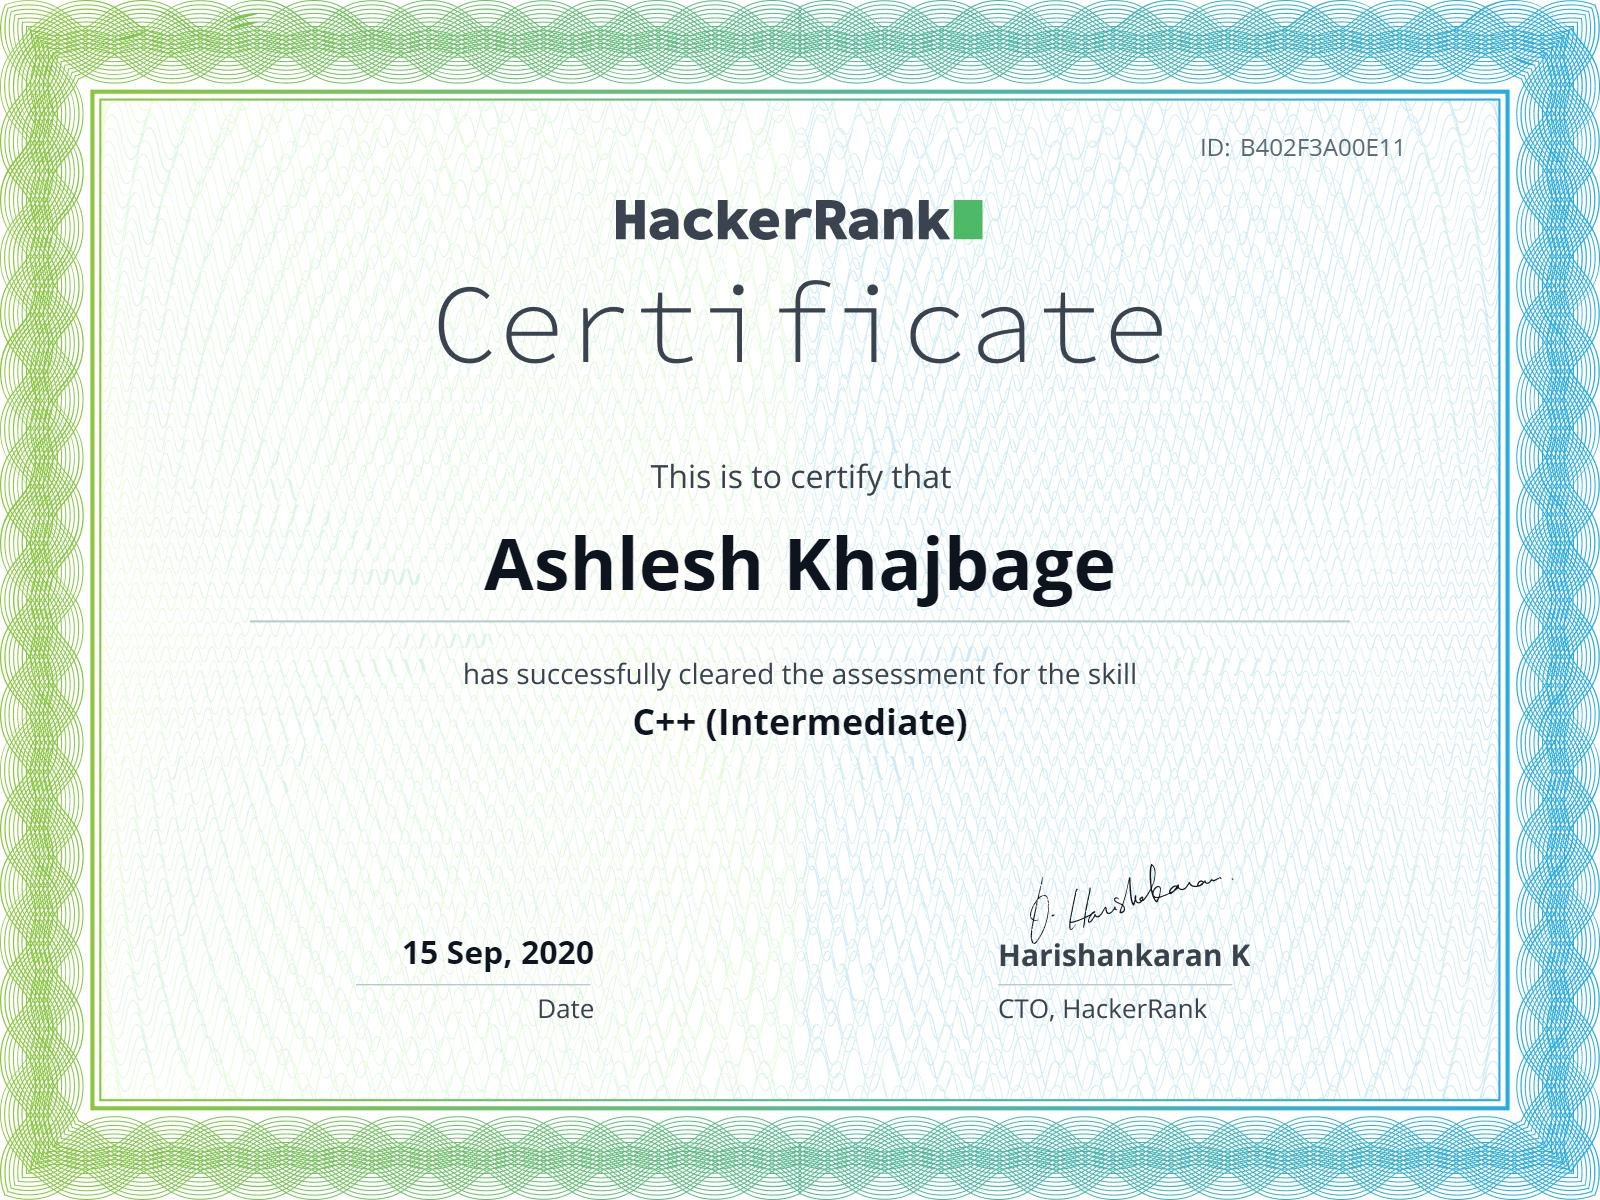 ID: B402F3A00E11
HackerRank
Certificate
This is to certify that
Ashlesh Khajbage
has successfully cleared the assessment for the skill
C++ (Intermediate)
J. Harishankaran
15 Sep, 2020
Harishankaran K
Date
CTO, HackerRank